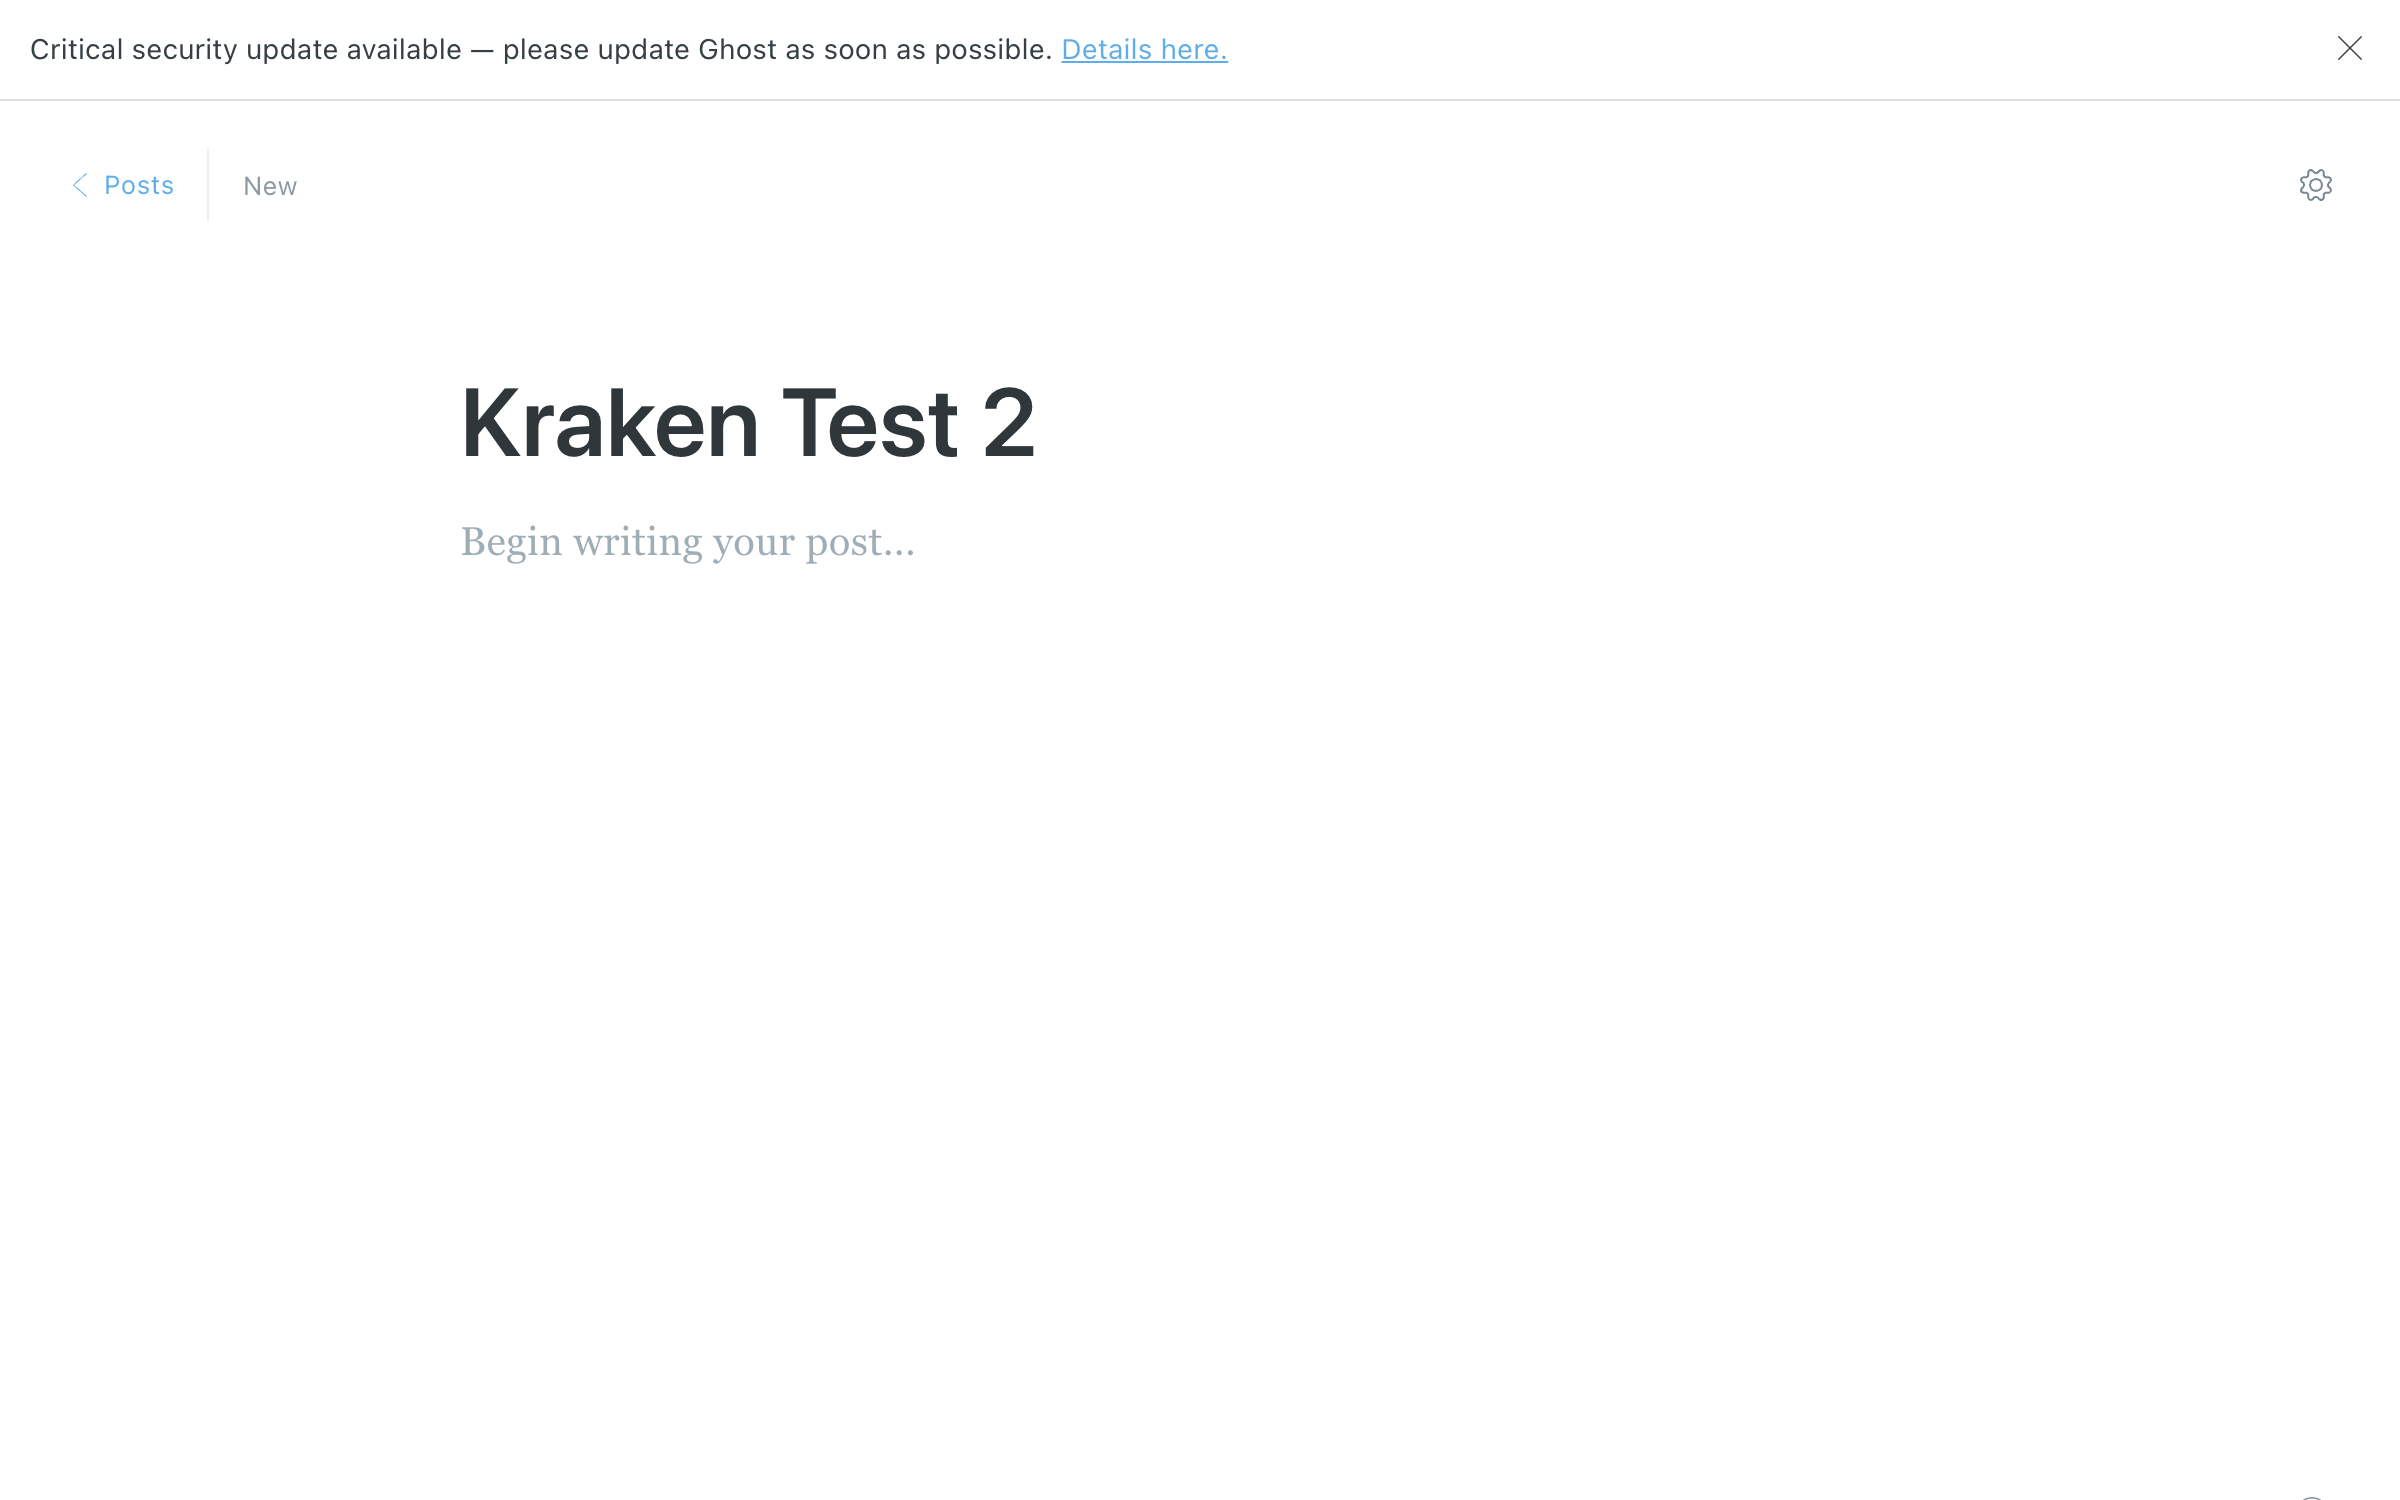 Critical security update available — please update Ghost as soon as possible. Details here.
Posts
New
Kraken Test 2
Begin writing your post...